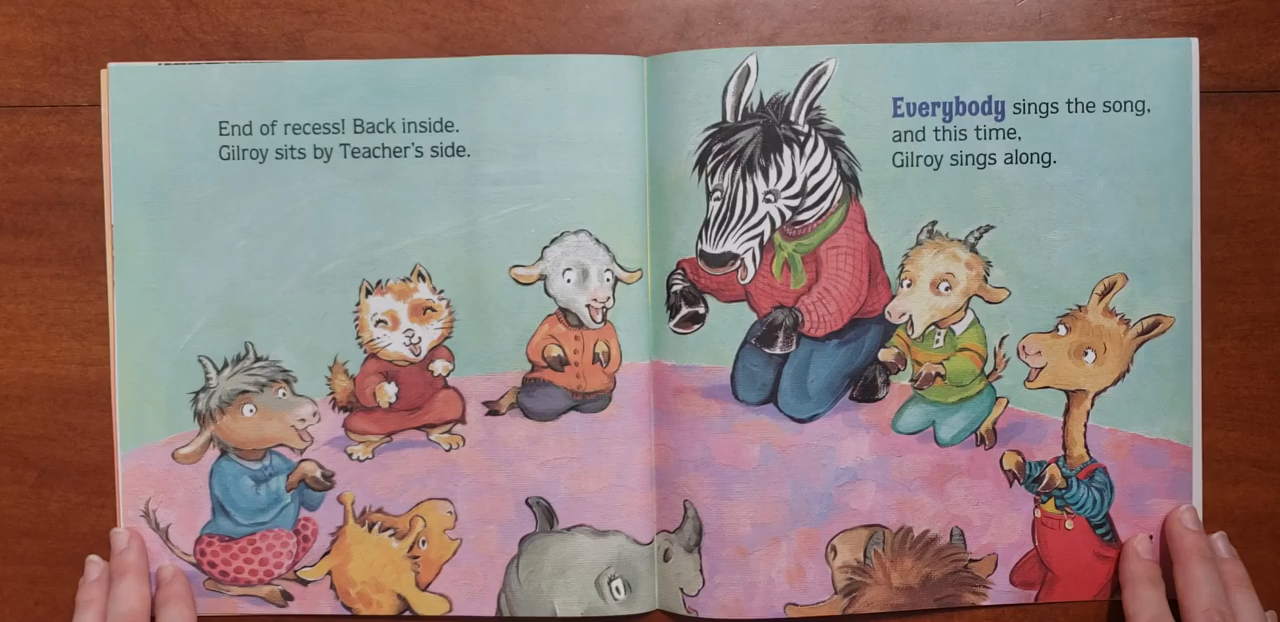 End of recess! Back inside.
Gilroy sits by Teacher's side.
Everybody sings the song,
and this time,
Gilroy sings along.